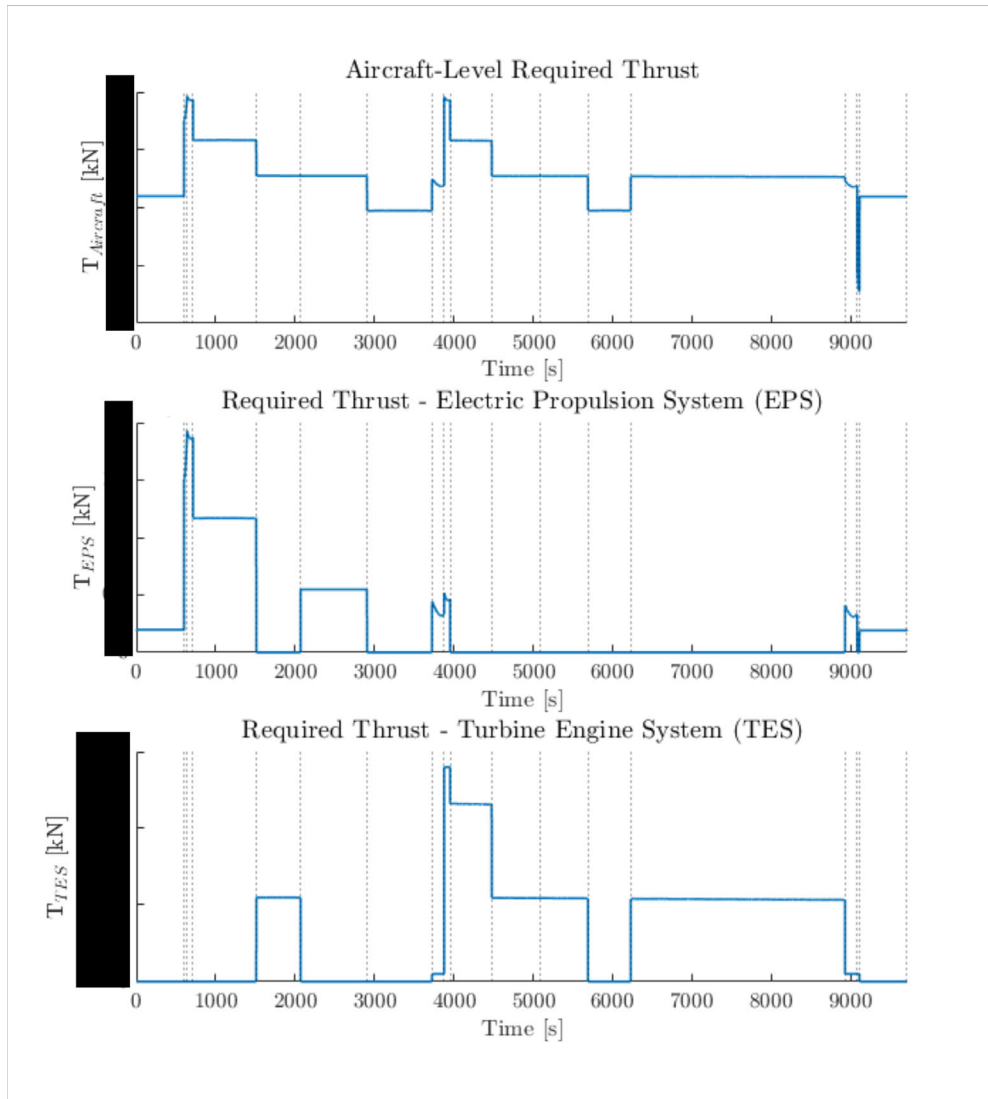 Aircraft-Level Required Thrust
T_Aircraft [kN]
0 1000 2000 3000 4000 5000 6000 7000 8000 9000
Time [s]
Required Thrust - Electric Propulsion System (EPS)
T_EPS [kN]
0 1000 2000 3000 4000 5000 6000 7000 8000 9000
Time [s]
Required Thrust - Turbine Engine System (TES)
T_TES [kN]
0 1000 2000 3000 4000 5000 6000 7000 8000 9000
Time [s]